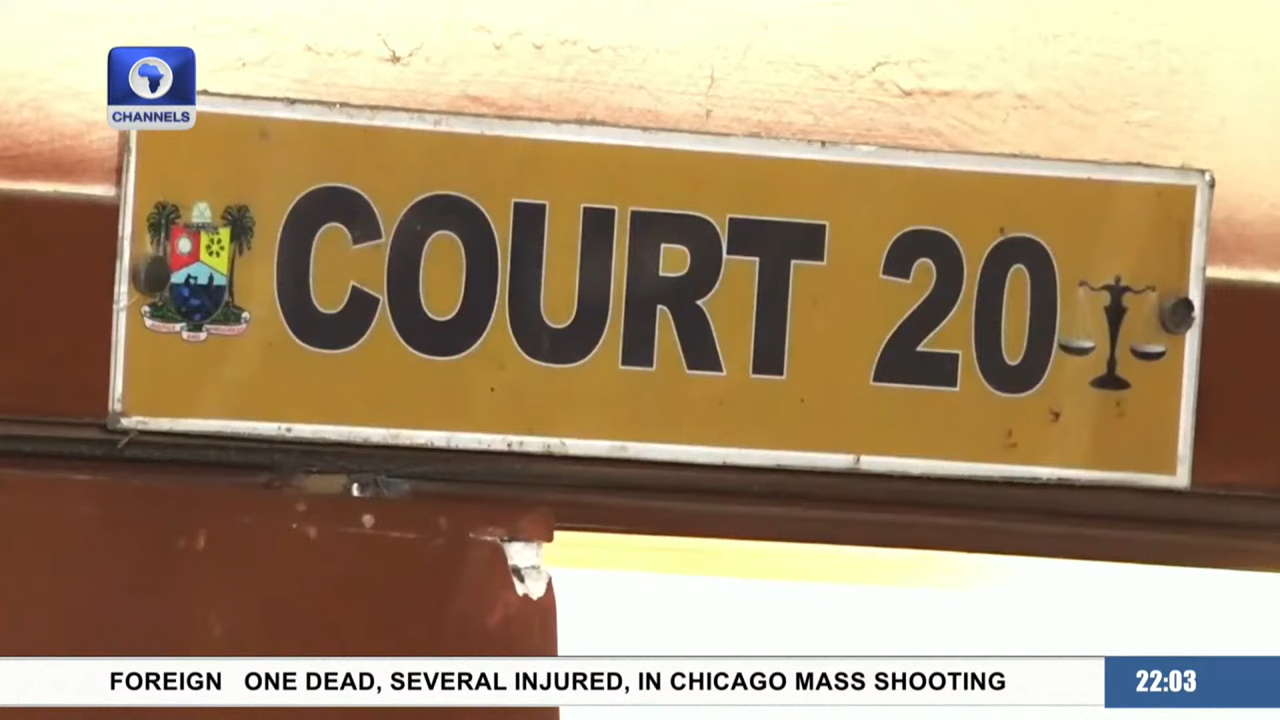 CHANNELS
COURT 20
FOREIGN ONE DEAD, SEVERAL INJURED, IN CHICAGO MASS SHOOTING
22:03